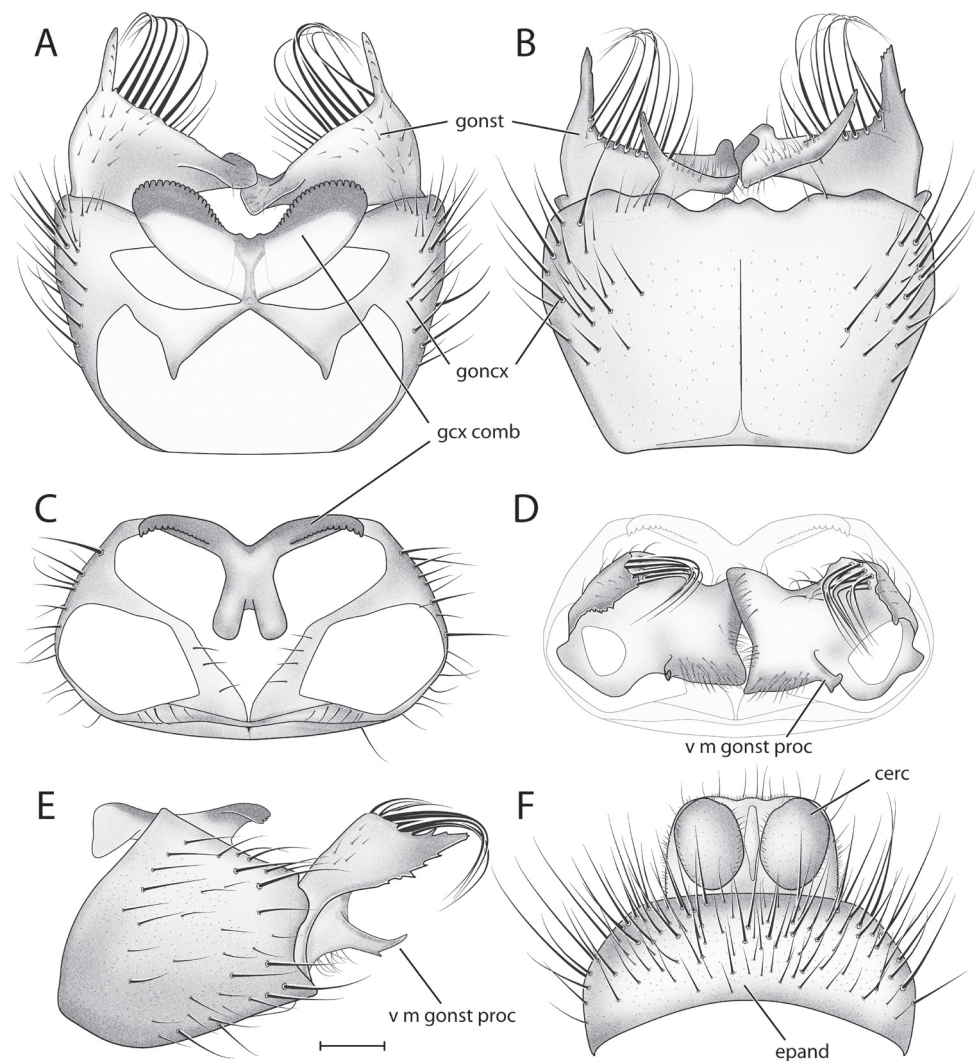 A
B
gonst
goncx
gcx comb
C
D
v m gonst proc
E
F
cerc
v m gonst proc
epand